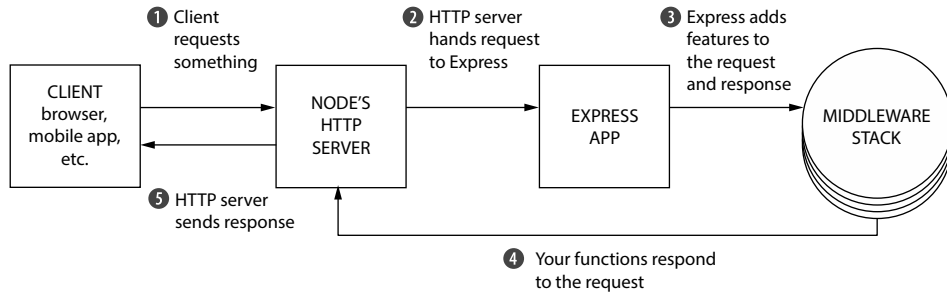 1 Client
requests
something
2 HTTP server
hands request
to Express
3 Express adds
features to
the request
and response
CLIENT
browser,
mobile app,
etc.
NODE’S
HTTP
SERVER
EXPRESS
APP
MIDDLEWARE
STACK
5 HTTP server
sends response
4 Your functions respond
to the request